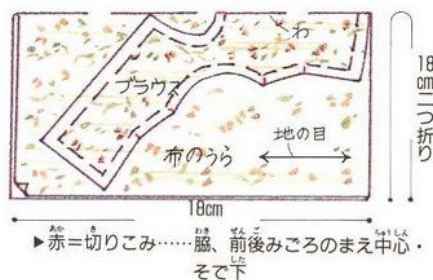 わ
ブラウス
地の目
布のうら
18cm二つ折り
18cm
▶赤=切りこみ……脇、前後みごろのまえ中心・
そで下